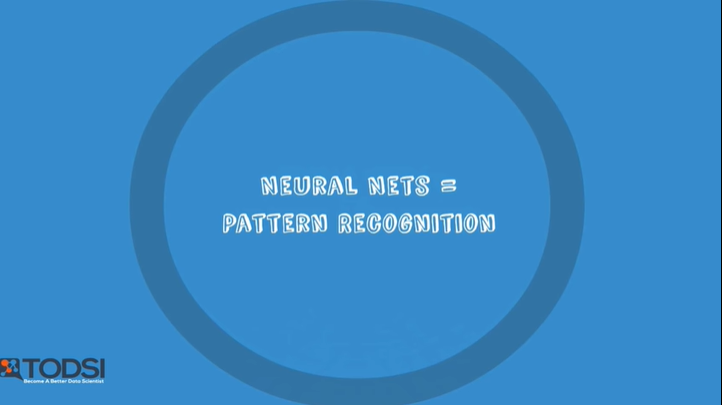 NEURAL NETS =
PATTERN RECOGNITION
TODSI
Become A Better Data Scientist